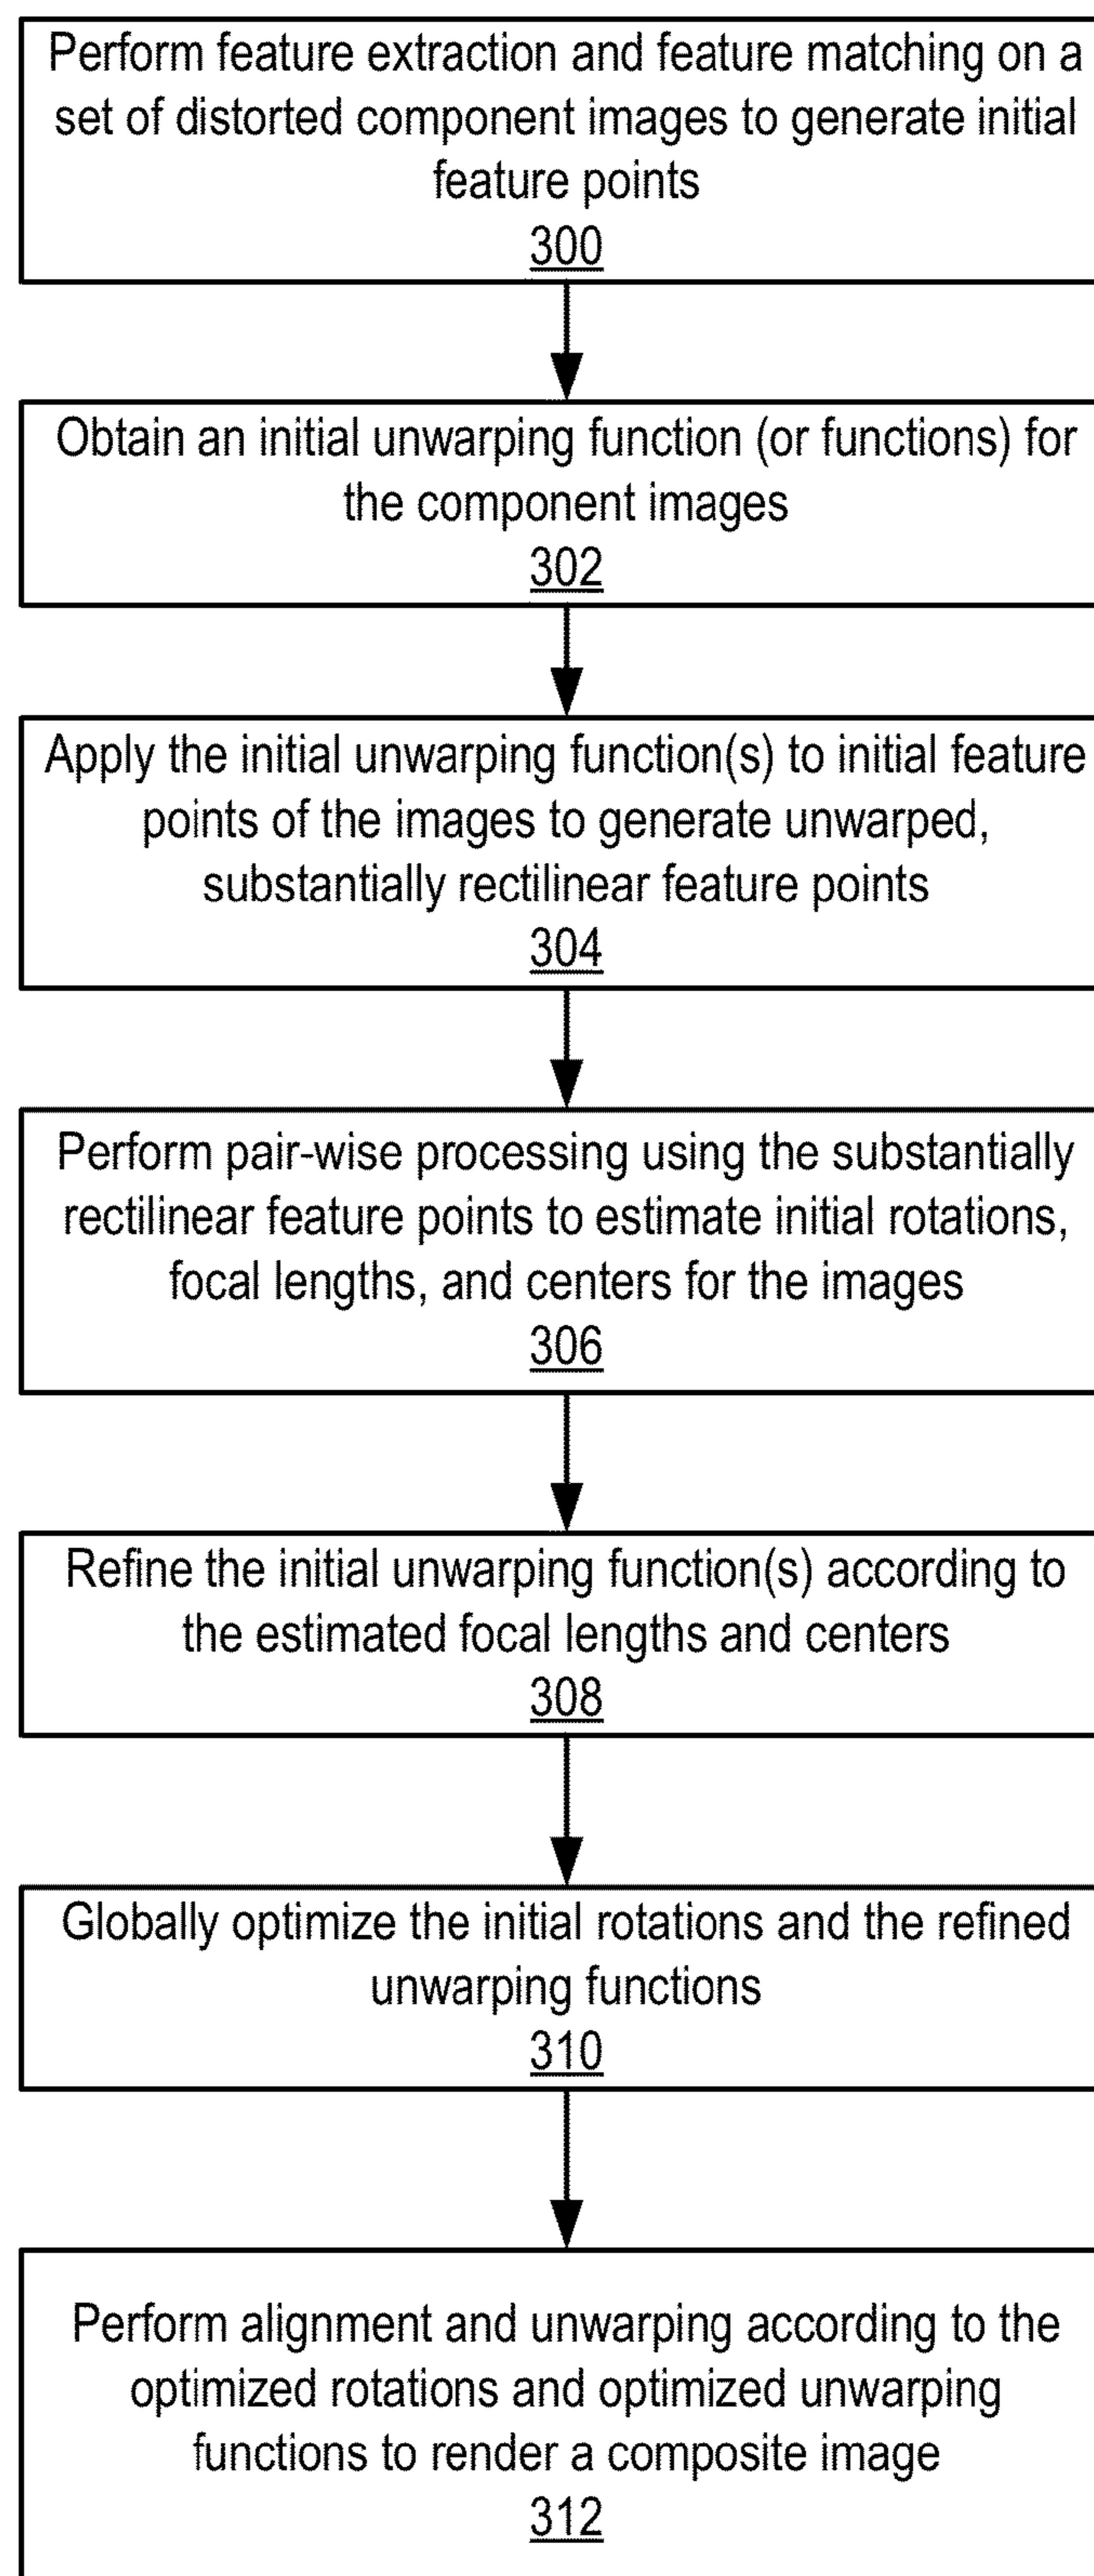 Perform feature extraction and feature matching on a
set of distorted component images to generate initial
feature points
300
Obtain an initial unwarping function (or functions) for
the component images
302
Apply the initial unwarping function(s) to initial feature
points of the images to generate unwarped,
substantially rectilinear feature points
304
Perform pair-wise processing using the substantially
rectilinear feature points to estimate initial rotations,
focal lengths, and centers for the images
306
Refine the initial unwarping function(s) according to
the estimated focal lengths and centers
308
Globally optimize the initial rotations and the refined
unwarping functions
310
Perform alignment and unwarping according to the
optimized rotations and optimized unwarping
functions to render a composite image
312